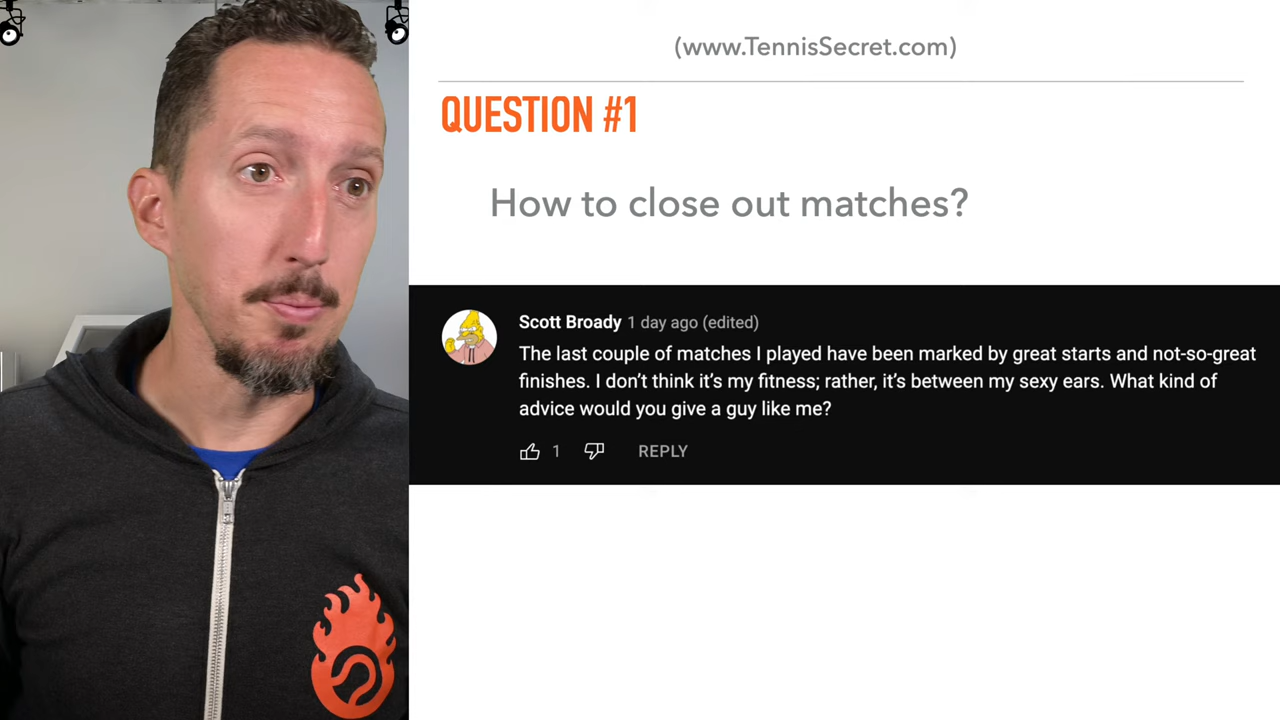 (www.TennisSecret.com)
QUESTION #1
How to close out matches?
Scott Broady 1 day ago (edited)
The last couple of matches I played have been marked by great starts and not-so-great
finishes. I don't think it's my fitness; rather, it's between my sexy ears. What kind of
advice would you give a guy like me?
1 REPLY